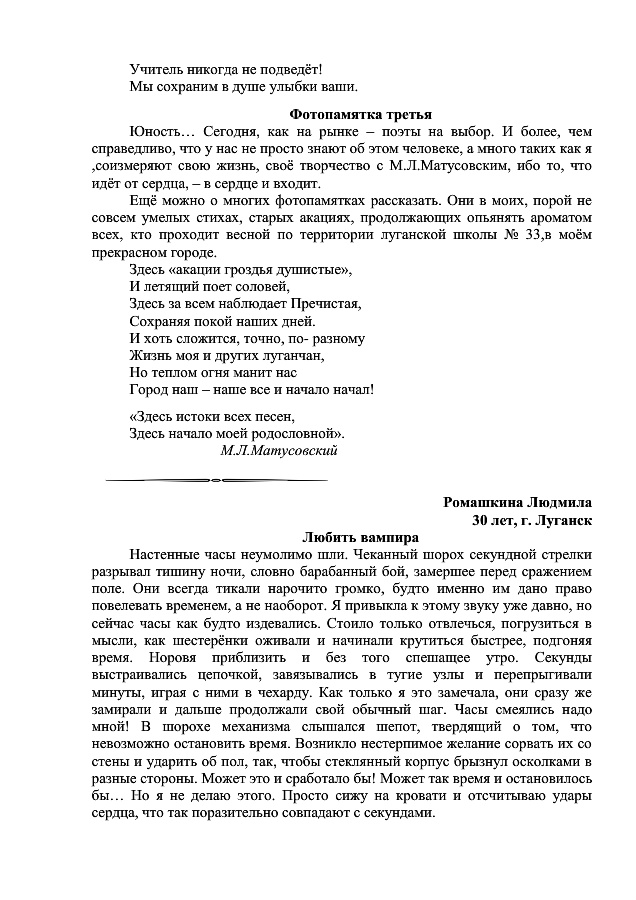 Учитель никогда не подведёт!
Мы сохраним в душе улыбки ваши.
Фотопамятка третья
Юность… Сегодня, как на рынке – поэты на выбор. И более, чем
справедливо, что у нас не просто знают об этом человеке, а много таких как я
,соизмеряют свою жизнь, своё творчество с М.Л.Матусовским, ибо то, что
идёт от сердца, – в сердце и входит.
Ещё можно о многих фотопамятках рассказать. Они в моих, порой не
совсем умелых стихах, старых акациях, продолжающих опьянять ароматом
всех, кто проходит весной по территории луганской школы № 33,в моём
прекрасном городе.
Здесь «акации гроздья душистые»,
И летящий поет соловей,
Здесь за всем наблюдает Пречистая,
Сохраняя покой наших дней.
И хоть сложится, точно, по- разному
Жизнь моя и других луганчан,
Но теплом огня манит нас
Город наш – наше все и начало начал!
«Здесь истоки всех песен,
Здесь начало моей родословной».
М.Л.Матусовский
Ромашкина Людмила
30 лет, г. Луганск
Любить вампира
Настенные часы неумолимо шли. Чеканный шорох секундной стрелки
разрывал тишину ночи, словно барабанный бой, замершее перед сражением
поле. Они всегда тикали нарочито громко, будто именно им дано право
повелевать временем, а не наоборот. Я привыкла к этому звуку уже давно, но
сейчас часы как будто издевались. Стоило только отвлечься, погрузиться в
мысли, как шестерёнки оживали и начинали крутиться быстрее, подгоняя
время. Норовя приблизить и без того спешащее утро. Секунды
выстраивались цепочкой, завязывались в тугие узлы и перепрыгивали
минуты, играя с ними в чехарду. Как только я это замечала, они сразу же
замирали и дальше продолжали свой обычный шаг. Часы смеялись надо
мной! В шорохе механизма слышался шепот, твердящий о том, что
невозможно остановить время. Возникло нестерпимое желание сорвать их со
стены и ударить об пол, так, чтобы стеклянный корпус брызнул осколками в
разные стороны. Может это и сработало бы! Может так время и остановилось
бы… Но я не делаю этого. Просто сижу на кровати и отсчитываю удары
сердца, что так поразительно совпадают с секундами.